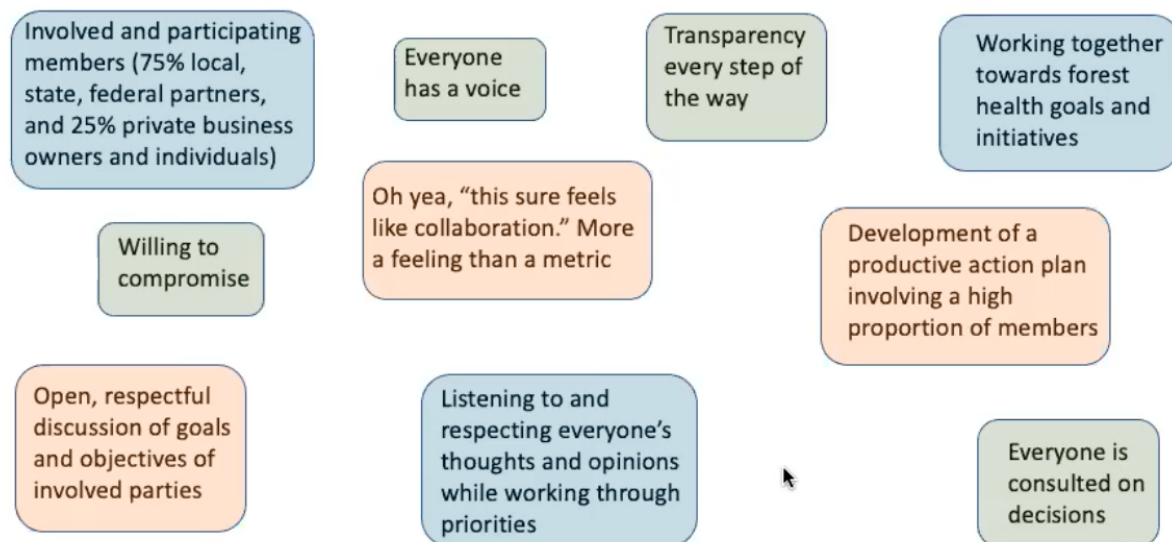 Involved and participating
members (75% local,
state, federal partners,
and 25% private business
owners and individuals)
Everyone
has a voice
Transparency
every step of
the way
Working together
towards forest
health goals and
initiatives
Willing to
compromise
Oh yea, “this sure feels
like collaboration.” More
a feeling than a metric
Development of a
productive action plan
involving a high
proportion of members
Open, respectful
discussion of goals
and objectives of
involved parties
Listening to and
respecting everyone’s
thoughts and opinions
while working through
priorities
Everyone is
consulted on
decisions